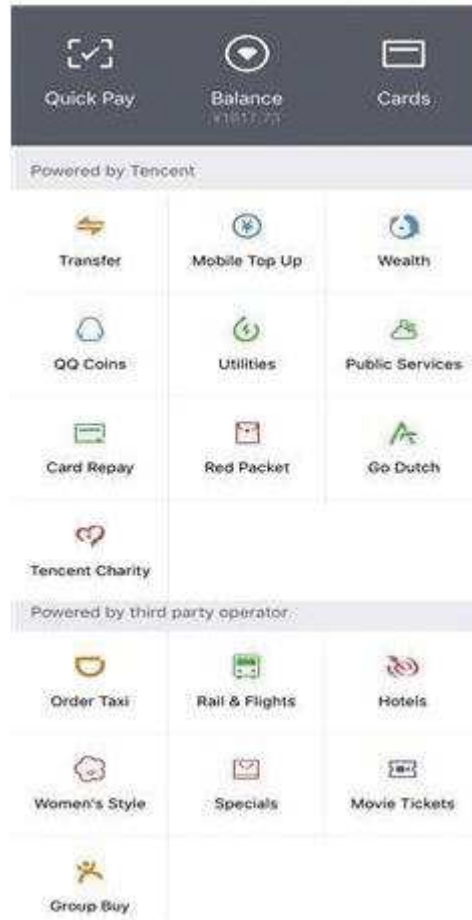 Quick Pay
Balance
Cards
¥1017.73
Powered by Tencent
Transfer
Mobile Top Up
Wealth
QQ Coins
Utilities
Public Services
Card Repay
Red Packet
Go Dutch
Tencent Charity
Powered by third party operator
Order Taxi
Rail & Flights
Hotels
Women's Style
Specials
Movie Tickets
Group Buy